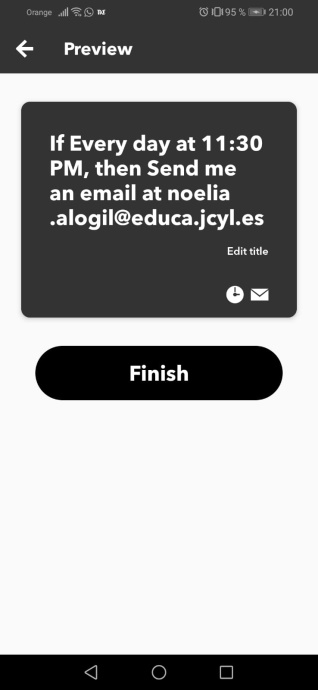 Orange 95 % 21:00
Preview
If Every day at 11:30
PM, then Send me
an email at noelia
.alogil@educa.jcyl.es
Edit title
Finish